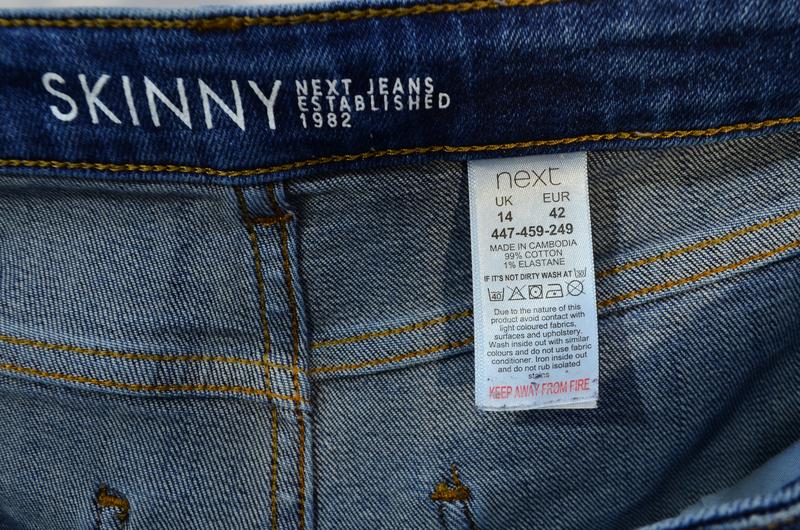 SKINNY
NEXT JEANS
ESTABLISHED
1982
next
UK EUR
14 42
447-459-249
MADE IN CAMBODIA
99% COTTON
1% ELASTANE
IF IT'S NOT DIRTY WASH AT 30
40
Due to the nature of this
product avoid contact with
light coloured fabrics,
surfaces and upholstery.
Wash inside out with similar
colours and do not use fabric
conditioner. Iron inside out
and do not rub isolated
stains
KEEP AWAY FROM FIRE